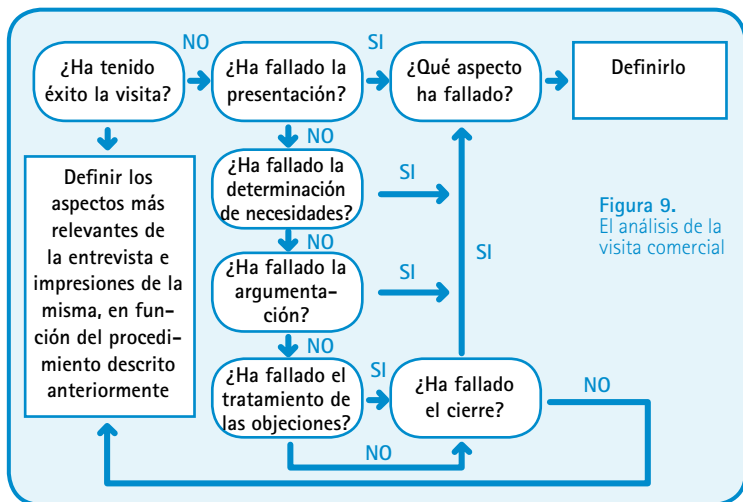 NO
SI
¿Ha tenido
éxito la visita?
¿Ha fallado la
presentación?
¿Qué aspecto
ha fallado?
Definirlo
NO
Definir los
aspectos más
relevantes de
la entrevista e
impresiones de la
misma, en fun-
ción del procedi-
miento descrito
anteriormente
¿Ha fallado la
determinación
de necesidades?
SI
NO
¿Ha fallado la
argumenta-
ción?
SI
SI
Figura 9.
El análisis de la
visita comercial
NO
¿Ha fallado el
tratamiento de
las objeciones?
SI
¿Ha fallado
el cierre?
NO
NO